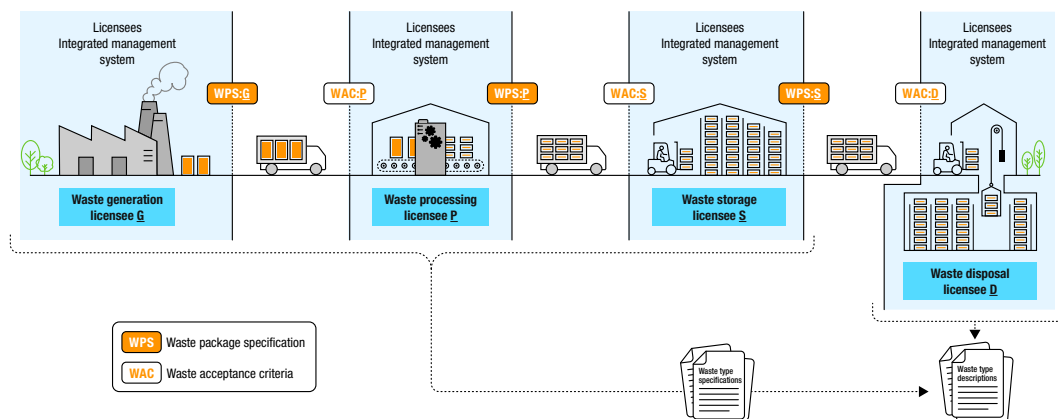 Licensees
Integrated management
system
Licensees
Integrated management
system
Licensees
Integrated management
system
Licensees
Integrated management
system
WPS:G
WAC:P
WPS:P
WAC:S
WPS:S
WAC:D
Waste generation
licensee G
Waste processing
licensee P
Waste storage
licensee S
Waste disposal
licensee D
WPS Waste package specification
WAC Waste acceptance criteria
Waste type
specifications
Waste type
descriptions